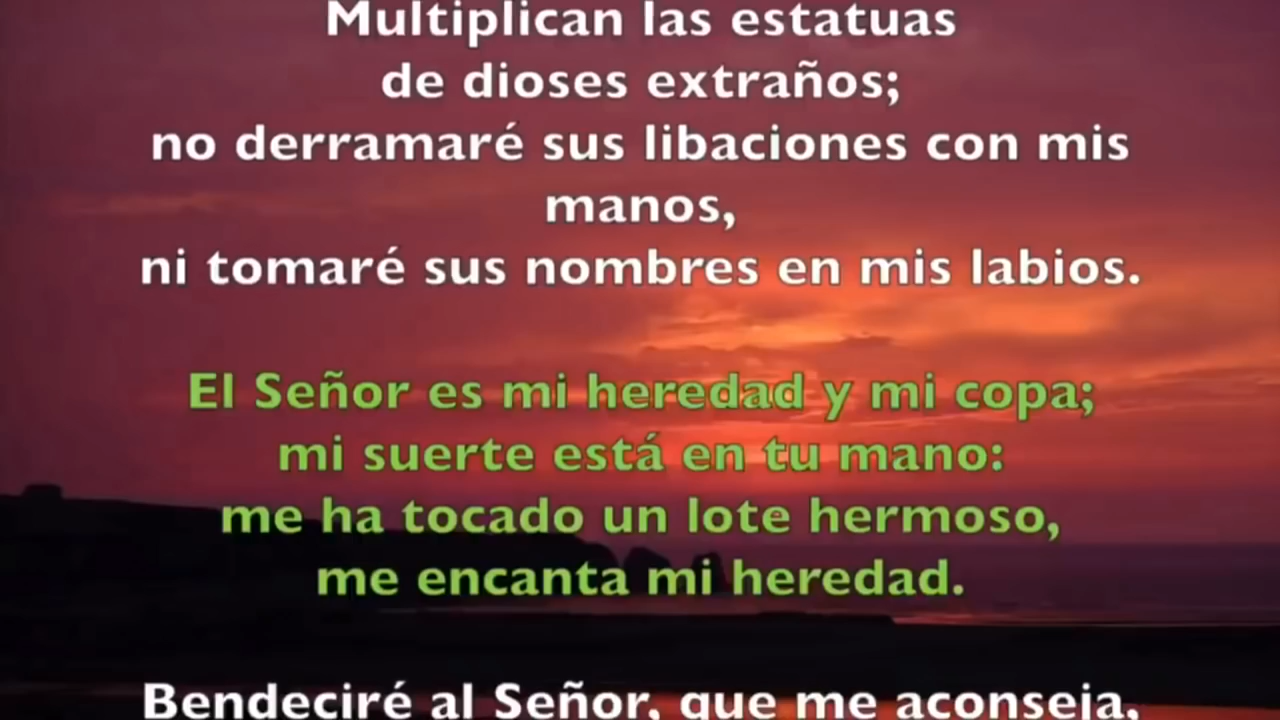 Multiplican las estatuas
de dioses extraños;
no derramaré sus libaciones con mis
manos,
ni tomaré sus nombres en mis labios.
El Señor es mi heredad y mi copa;
mi suerte está en tu mano:
me ha tocado un lote hermoso,
me encanta mi heredad.
Bendeciré al Señor, que me aconseja,